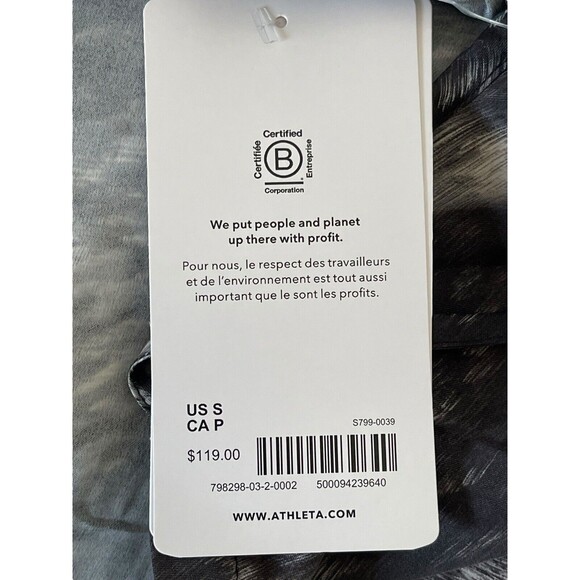 Certified
Certifiée
B
Entreprise
Corporation
We put people and planet
up there with profit.
Pour nous, le respect des travailleurs
et de l'environnement est tout aussi
important que le sont les profits.
US S
CA P
S799-0039
$119.00
798298-03-2-0002 500094239640
WWW.ATHLETA.COM